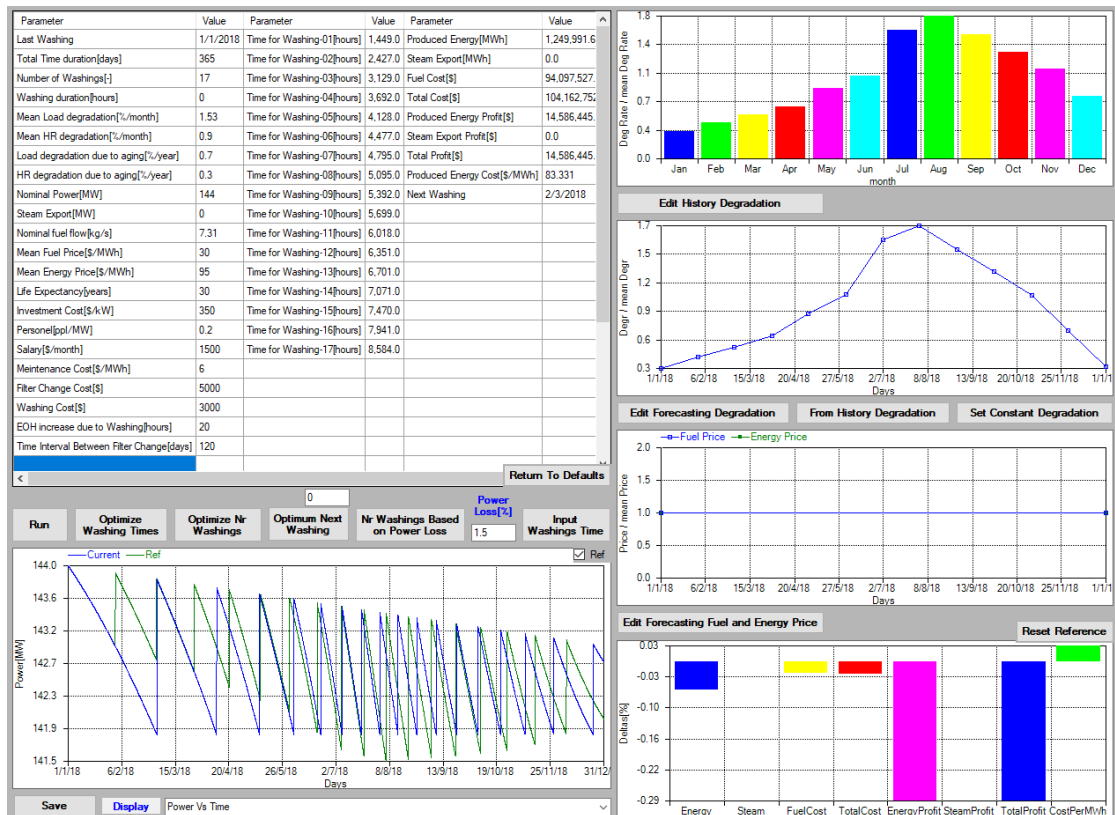 Parameter Value Parameter Value Parameter Value
Last Washing 1/1/2018 Time for Washing-01[hours] 1,449.0 Produced Energy[MWh] 1,249,991.6
Total Time duration[days] 365 Time for Washing-02[hours] 2,427.0 Steam Export[MWh] 0.0
Number of Washings[-] 17 Time for Washing-03[hours] 3,129.0 Fuel Cost[$] 94,097,527.
Washing duration[hours] 0 Time for Washing-04[hours] 3,692.0 Total Cost[$] 104,162,752
Mean Load degradation[%/month] 1.53 Time for Washing-05[hours] 4,128.0 Produced Energy Profit[$] 14,586,445.
Mean HR degradation[%/month] 0.9 Time for Washing-06[hours] 4,477.0 Steam Export Profit[$] 0.0
Load degradation due to aging[%/year] 0.7 Time for Washing-07[hours] 4,795.0 Total Profit[$] 14,586,445.
HR degradation due to aging[%/year] 0.3 Time for Washing-08[hours] 5,095.0 Produced Energy Cost[$/MWh] 83.331
Nominal Power[MW] 144 Time for Washing-09[hours] 5,392.0 Next Washing 2/3/2018
Steam Export[MW] 0 Time for Washing-10[hours] 5,699.0
Nominal fuel flow[kg/s] 7.31 Time for Washing-11[hours] 6,018.0
Mean Fuel Price[$/MWh] 30 Time for Washing-12[hours] 6,351.0
Mean Energy Price[$/MWh] 95 Time for Washing-13[hours] 6,701.0
Life Expectancy[years] 30 Time for Washing-14[hours] 7,071.0
Investment Cost[$/kW] 350 Time for Washing-15[hours] 7,470.0
Personel[ppl/MW] 0.2 Time for Washing-16[hours] 7,941.0
Salary[$/month] 1500 Time for Washing-17[hours] 8,584.0
Meintenance Cost[$/MWh] 6
Filter Change Cost[$] 5000
Washing Cost[$] 3000
EOH increase due to Washing[hours] 20
Time Interval Between Filter Change[days] 120
Return To Defaults
0
Run
Optimize Washing Times
Optimize Nr Washings
Optimum Next Washing
Nr Washings Based on Power Loss
Power Loss[%]
1.5
Input Washings Time
Current Ref
Ref
Power[MW]
144.0
143.6
143.2
142.7
142.3
141.9
141.5
1/1/18 6/2/18 15/3/18 20/4/18 26/5/18 2/7/18 8/8/18 13/9/18 19/10/18 25/11/18 31/12/
Days
Save Display Power Vs Time
Deg Rate / mean Deg Rate
1.8
1.4
1.1
0.7
0.4
0.0
Jan Feb Mar Apr May Jun Jul Aug Sep Oct Nov Dec
month
Edit History Degradation
Degr / mean Degr
1.7
1.5
1.2
0.9
0.6
0.3
1/1/18 6/2/18 15/3/18 20/4/18 27/5/18 2/7/18 8/8/18 13/9/18 20/10/18 25/11/18 1/1/1
Days
Edit Forecasting Degradation From History Degradation Set Constant Degradation
Fuel Price Energy Price
Price / mean Price
2.0
1.5
1.0
0.5
0.0
1/1/18 6/2/18 15/3/18 20/4/18 27/5/18 2/7/18 8/8/18 13/9/18 20/10/18 25/11/18 1/1/1
Days
Edit Forecasting Fuel and Energy Price
Reset Reference
Deltas[%]
0.03
-0.03
-0.10
-0.16
-0.22
-0.29
Energy Steam FuelCost TotalCost EnergyProfit SteamProfit TotalProfit CostPerMWh